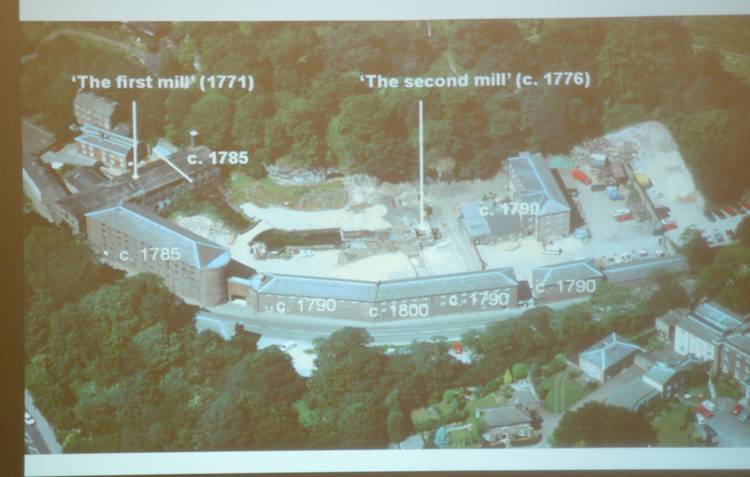 'The first mill' (1771)
'The second mill' (c. 1776)
c. 1785
c. 1790
c. 1785
c. 1790
c. 1790
c. 1800
c. 1790